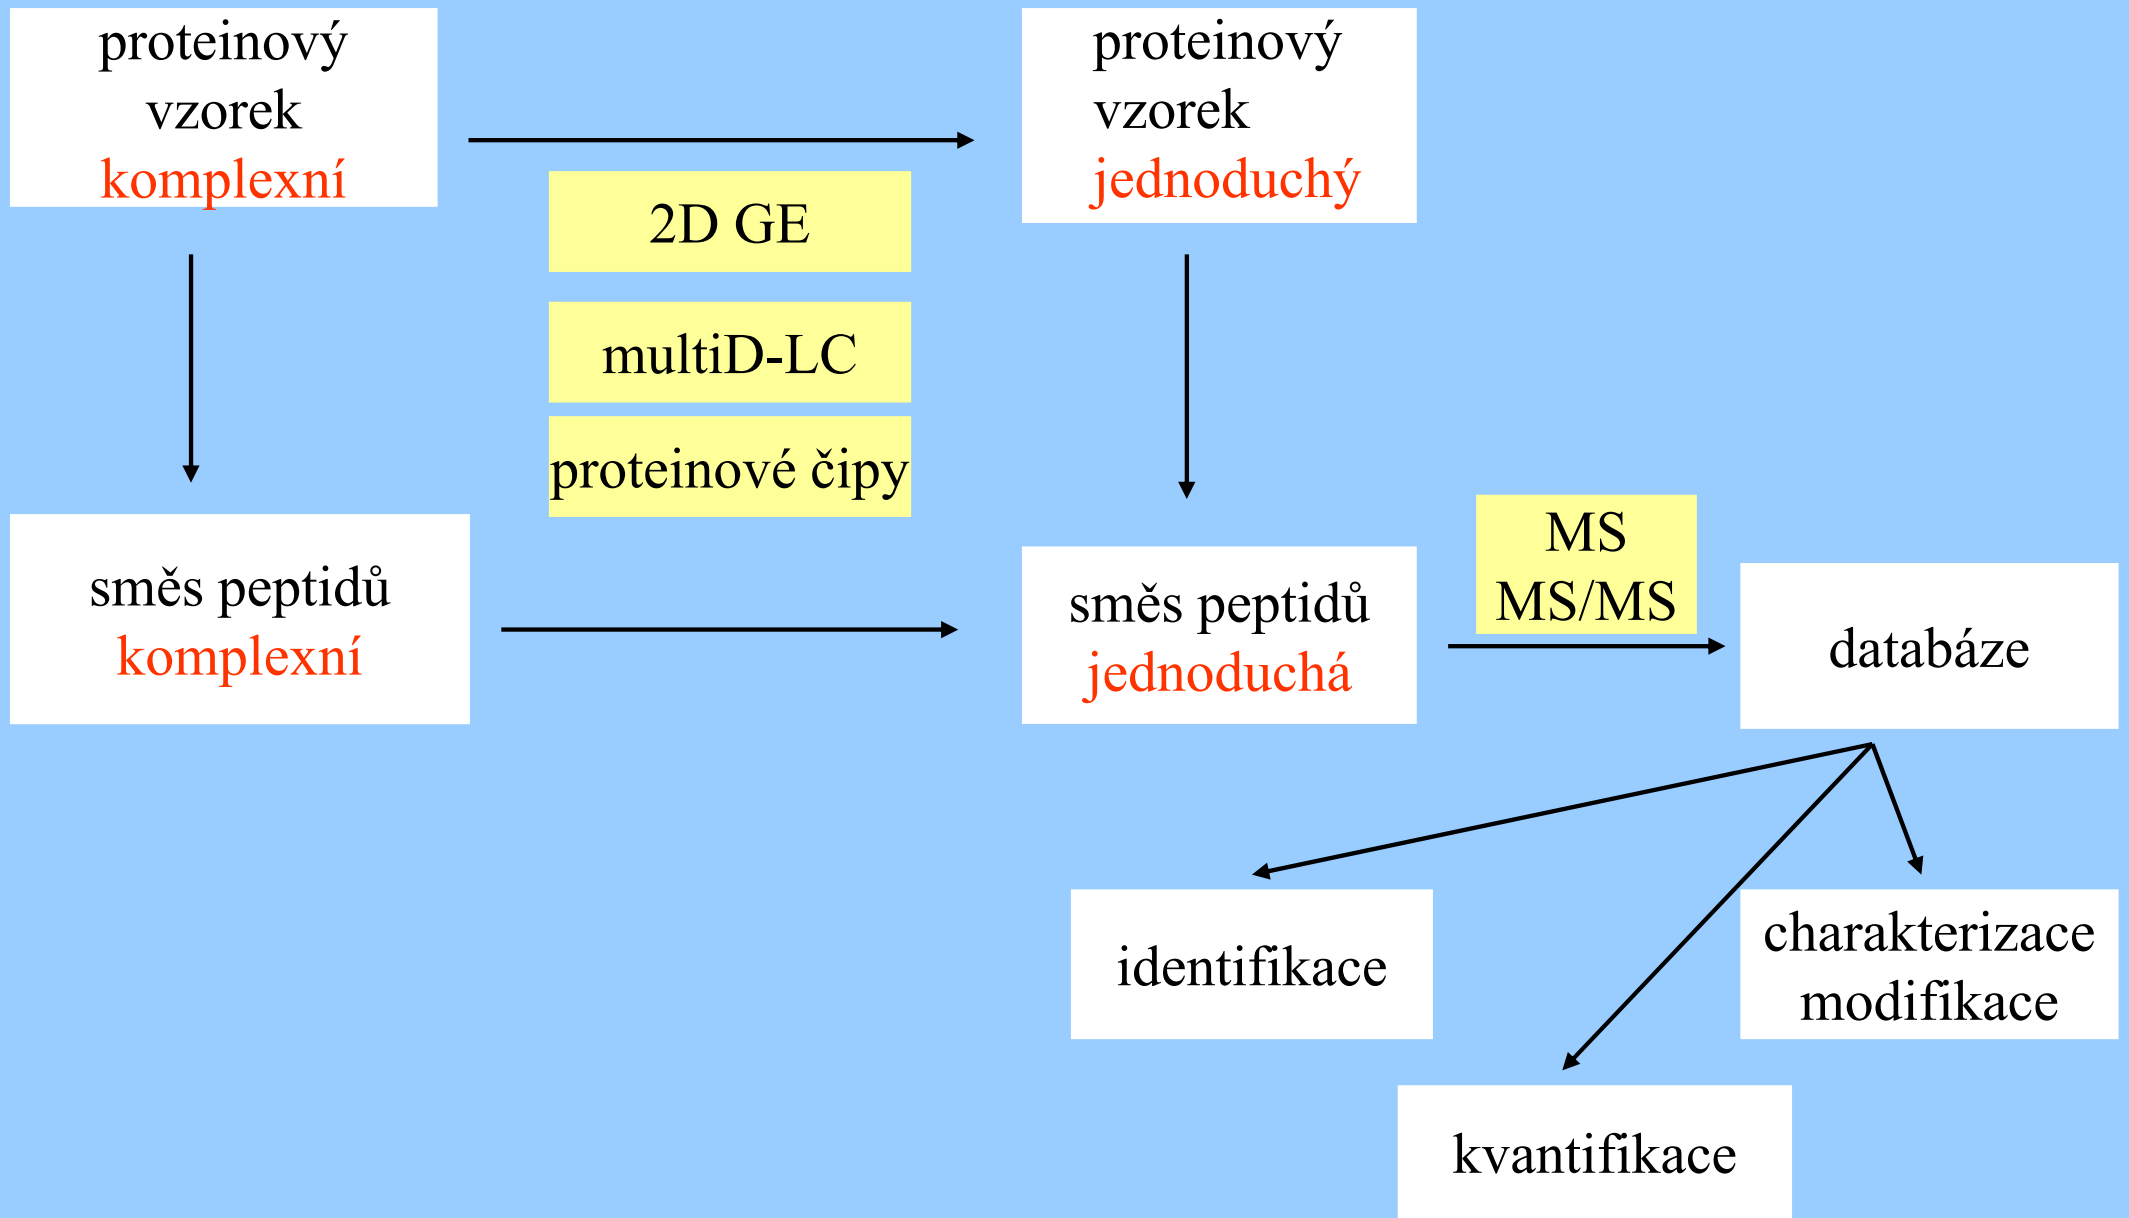 proteinový
vzorek
komplexní
proteinový
vzorek
jednoduchý
2D GE
multiD-LC
proteinové čipy
směs peptidů
komplexní
směs peptidů
jednoduchá
MS
MS/MS
databáze
identifikace
charakterizace
modifikace
kvantifikace